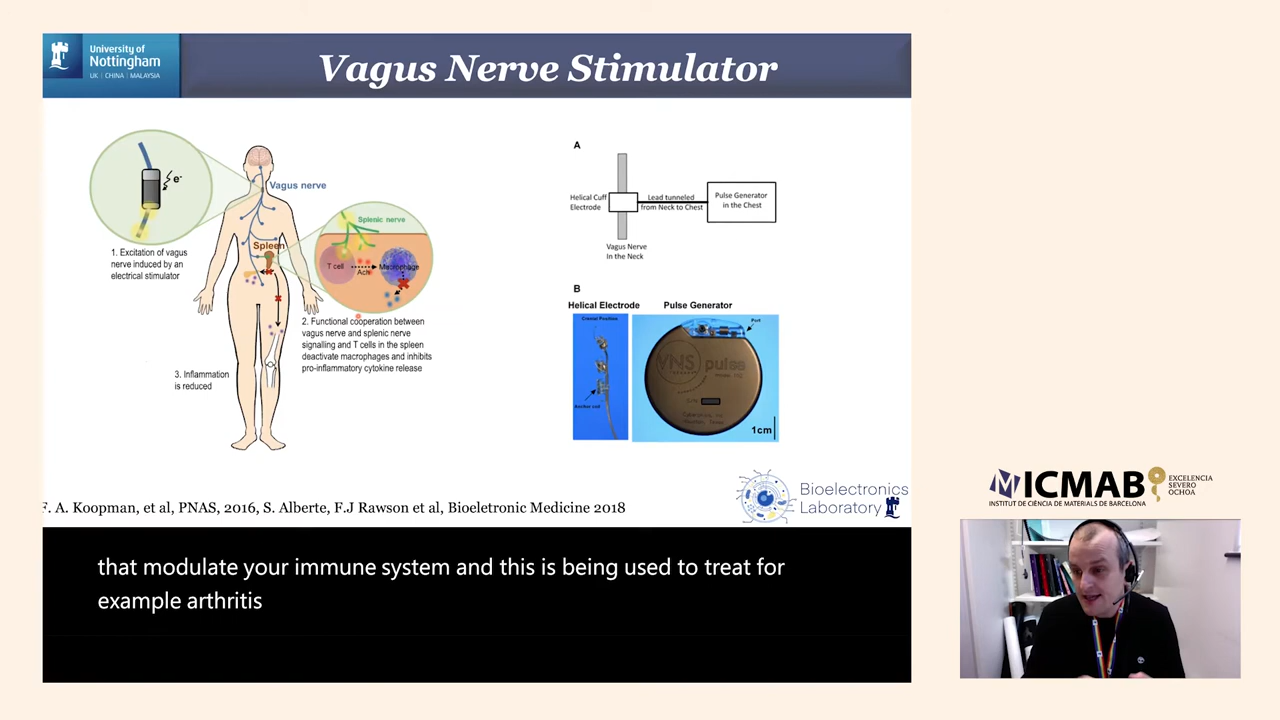 University of
Nottingham
UK | CHINA | MALAYSIA
Vagus Nerve Stimulator
e-
Vagus nerve
1. Excitation of vagus
nerve induced by an
electrical stimulator
Spleen
Splenic nerve
T cell
Ach
Macrophage
2. Functional cooperation between
vagus nerve and splenic nerve
signalling and T cells in the spleen
deactivate macrophages and inhibits
pro-inflammatory cytokine release
3. Inflammation
is reduced
A
Helical Cuff
Electrode
Lead tunneled
from Neck to Chest
Pulse Generator
in the Chest
Vagus Nerve
In the Neck
B
Helical Electrode
Pulse Generator
Cranial Position
Anchor coil
Port
VNS pulse
1cm
F. A. Koopman, et al, PNAS, 2016, S. Alberte, F.J Rawson et al, Bioeletronic Medicine 2018
Bioelectronics
Laboratory
that modulate your immune system and this is being used to treat for
example arthritis
ICMAB
INSTITUT DE CIÈNCIA DE MATERIALS DE BARCELONA
EXCELENCIA
SEVERO
OCHOA